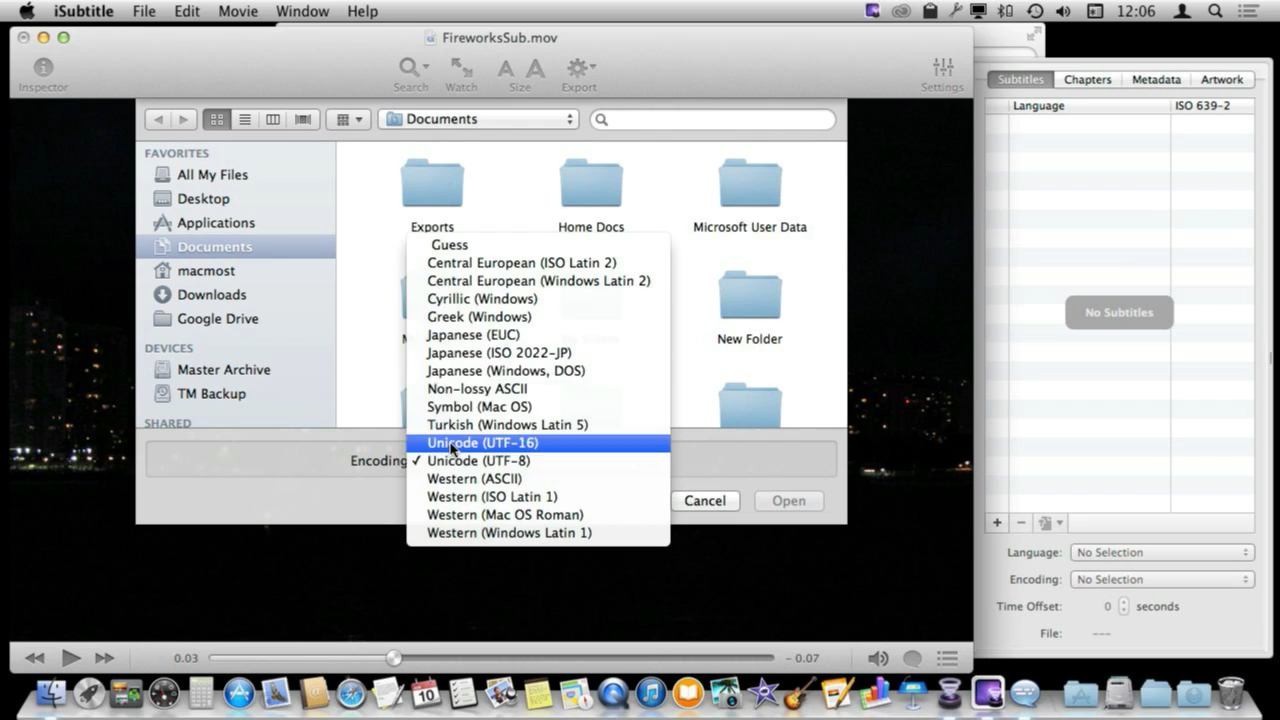 iSubtitle File Edit Movie Window Help 12:06
FireworksSub.mov
Inspector Search Watch Size Export Settings
Subtitles Chapters Metadata Artwork
Language ISO 639-2
Documents
FAVORITES
All My Files
Desktop
Applications
Documents
macmost
Downloads
Google Drive
DEVICES
Master Archive
TM Backup
SHARED
Exports Home Docs Microsoft User Data
New Folder
Guess
Central European (ISO Latin 2)
Central European (Windows Latin 2)
Cyrillic (Windows)
Greek (Windows)
Japanese (EUC)
Japanese (ISO 2022-JP)
Japanese (Windows, DOS)
Non-lossy ASCII
Symbol (Mac OS)
Turkish (Windows Latin 5)
Unicode (UTF-16)
Encoding ✓ Unicode (UTF-8)
Western (ASCII)
Western (ISO Latin 1)
Western (Mac OS Roman)
Western (Windows Latin 1)
Cancel Open
No Subtitles
Language: No Selection
Encoding: No Selection
Time Offset: 0 seconds
File: ---
0.03 - 0.07
10